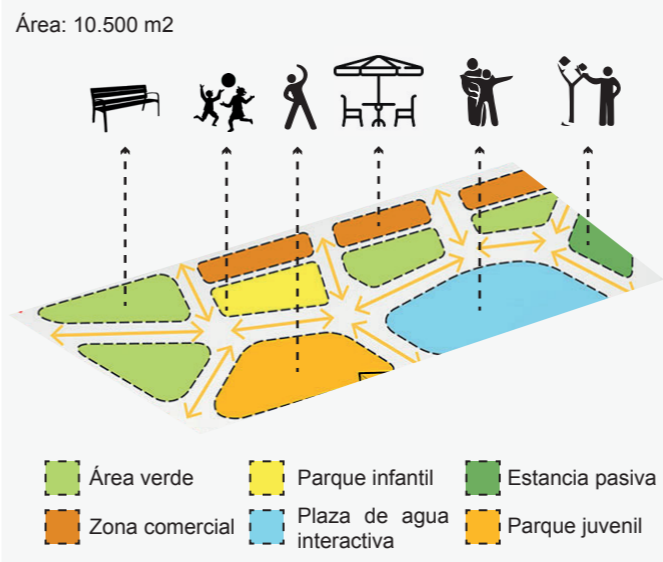 Área: 10.500 m2
Área verde
Parque infantil
Estancia pasiva
Zona comercial
Plaza de agua
interactiva
Parque juvenil